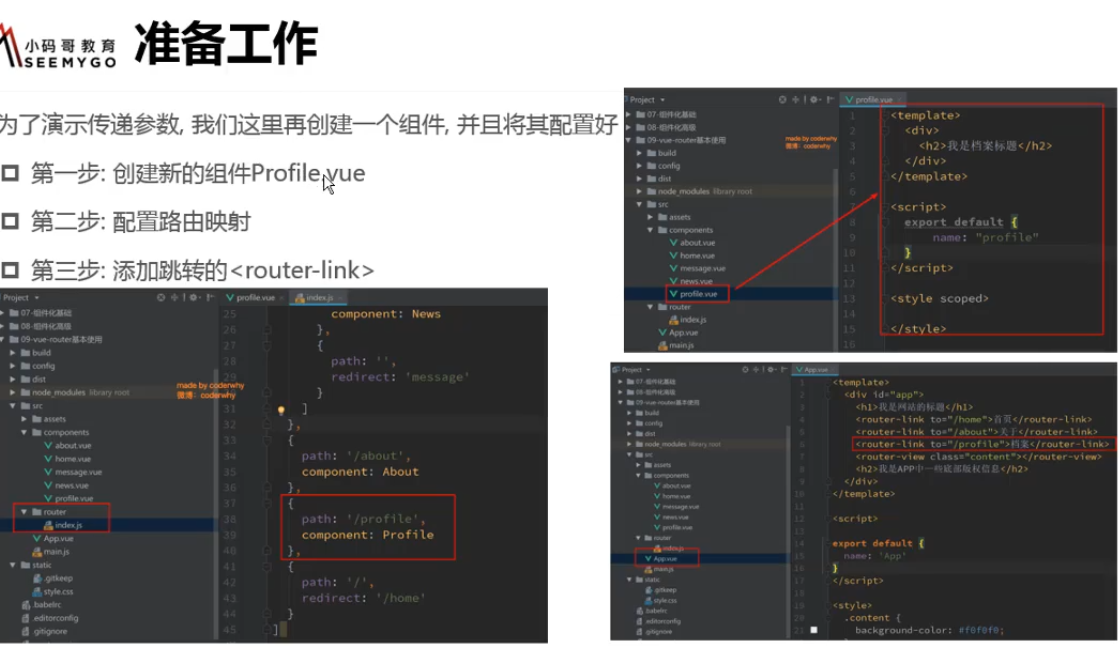 小码哥教育
SEEMYGO
准备工作
为了演示传递参数, 我们这里再创建一个组件, 并且将其配置好
第一步: 创建新的组件Profile.vue
第二步: 配置路由映射
第三步: 添加跳转的<router-link>
Project
profile.vue
07-组件化基础
08-组件化高级
09-vue-router基本使用
build
config
dist
node_modules library root
src
assets
components
about.vue
home.vue
message.vue
news.vue
profile.vue
router
index.js
App.vue
main.js
made by coderwhy
微博: coderwhy
1 <template>
2 <div>
3 <h2>我是档案标题</h2>
4 </div>
5 </template>
6
7 <script>
8 export default {
9 name: "profile"
10 }
11 </script>
12
13 <style scoped>
14
15 </style>
16
Project
profile.vue
index.js
07-组件化基础
08-组件化高级
09-vue-router基本使用
build
config
dist
node_modules library root
src
assets
components
about.vue
home.vue
message.vue
news.vue
profile.vue
router
index.js
App.vue
main.js
static
.gitkeep
style.css
.babelrc
.editorconfig
.gitignore
made by coderwhy
微博: coderwhy
25 component: News
26 },
27 {
28 path: '',
29 redirect: 'message'
30 }
31 ]
32 },
33 {
34 path: '/about',
35 component: About
36 },
37 {
38 path: '/profile',
39 component: Profile
40 },
41 {
42 path: '/',
43 redirect: '/home'
44 }
45 ]
Project
App.vue
07-组件化基础
08-组件化高级
09-vue-router基本使用
build
config
dist
node_modules library root
src
assets
components
about.vue
home.vue
message.vue
news.vue
profile.vue
router
index.js
App.vue
main.js
static
.gitkeep
style.css
.babelrc
.editorconfig
.gitignore
<template>
<div id="app">
<h1>我是网站的标题</h1>
<router-link to="/home">首页</router-link>
<router-link to="/about">关于</router-link>
<router-link to="/profile">档案</router-link>
<router-view class="content"></router-view>
<h2>我是APP中一些底部版权信息</h2>
</div>
</template>
<script>
export default {
name: 'App'
}
</script>
<style>
.content {
background-color: #f0f0f0;